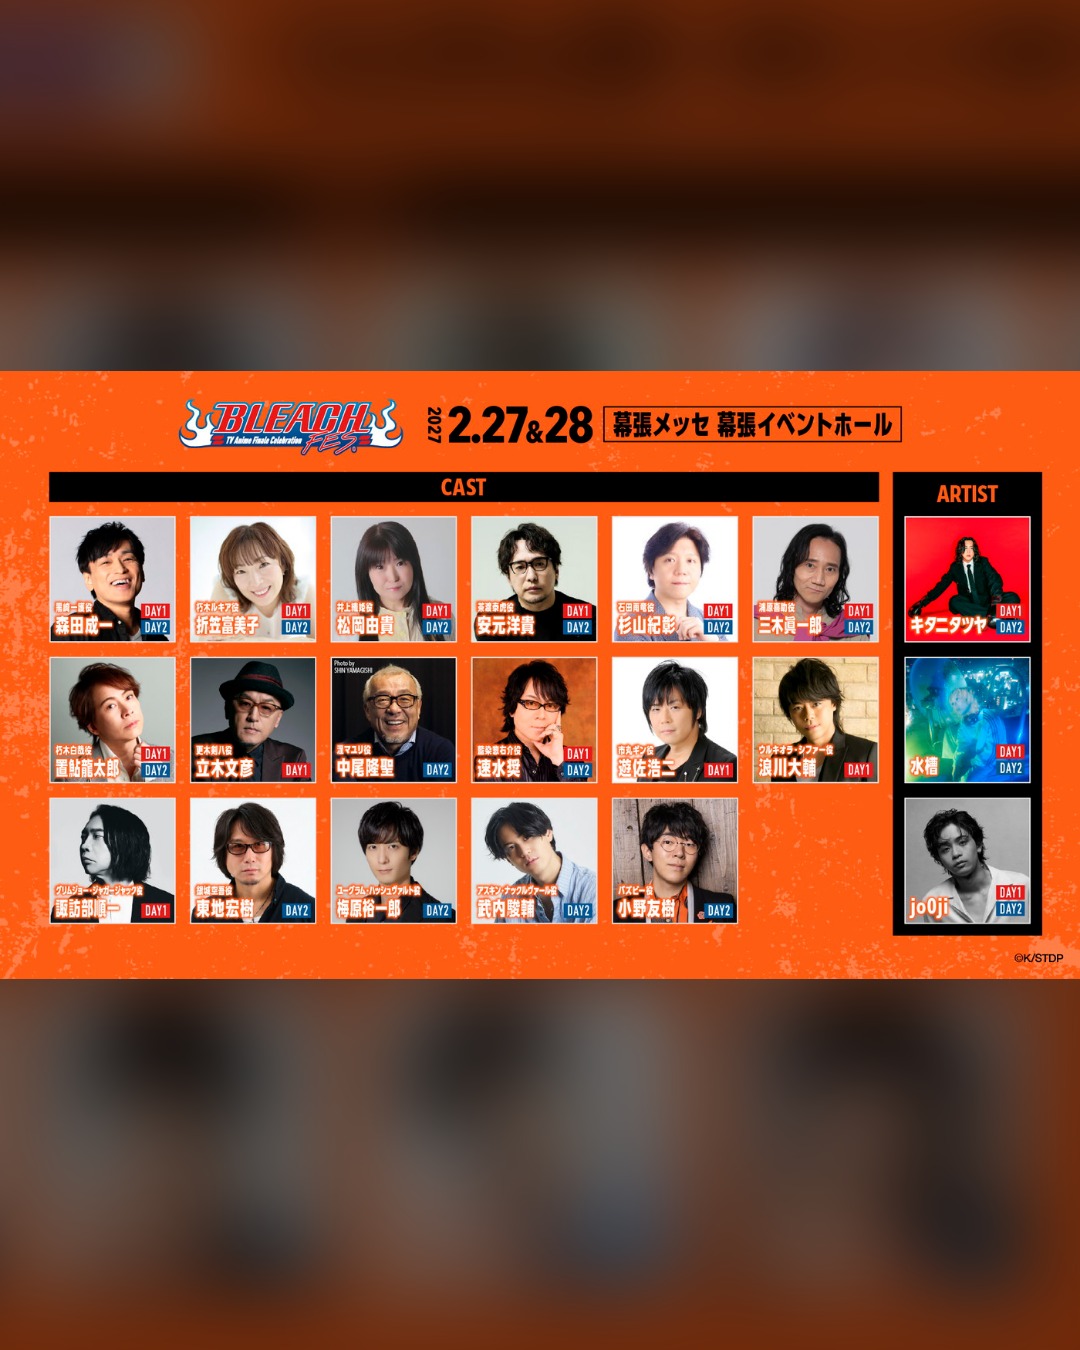 BLEACH
TV Anime Finale Celebration
FES.
2027
2.27&28
幕張メッセ 幕張イベントホール
CAST
ARTIST
黒崎一護役
森田成一
DAY1
DAY2
朽木ルキア役
折笠富美子
DAY1
DAY2
井上織姫役
松岡由貴
DAY1
DAY2
茶渡泰虎役
安元洋貴
DAY1
DAY2
石田雨竜役
杉山紀彰
DAY1
DAY2
浦原喜助役
三木眞一郎
DAY1
DAY2
キタニタツヤ
DAY1
DAY2
朽木白哉役
置鮎龍太郎
DAY1
DAY2
更木剣八役
立木文彦
DAY1
Photo by
SHIN YAMAGISHI
涅マユリ役
中尾隆聖
DAY2
藍染惣右介役
速水奨
DAY1
DAY2
市丸ギン役
遊佐浩二
DAY1
ウルキオラ・シファー役
浪川大輔
DAY1
水槽
DAY1
DAY2
グリムジョー・ジャガージャック役
諏訪部順一
DAY1
銀城空吾役
東地宏樹
DAY2
ユーグラム・ハッシュヴァルト役
梅原裕一郎
DAY2
アスキン・ナックルヴァール役
武内駿輔
DAY2
バズビー役
小野友樹
DAY2
jo0ji
DAY1
DAY2
©K/STDP